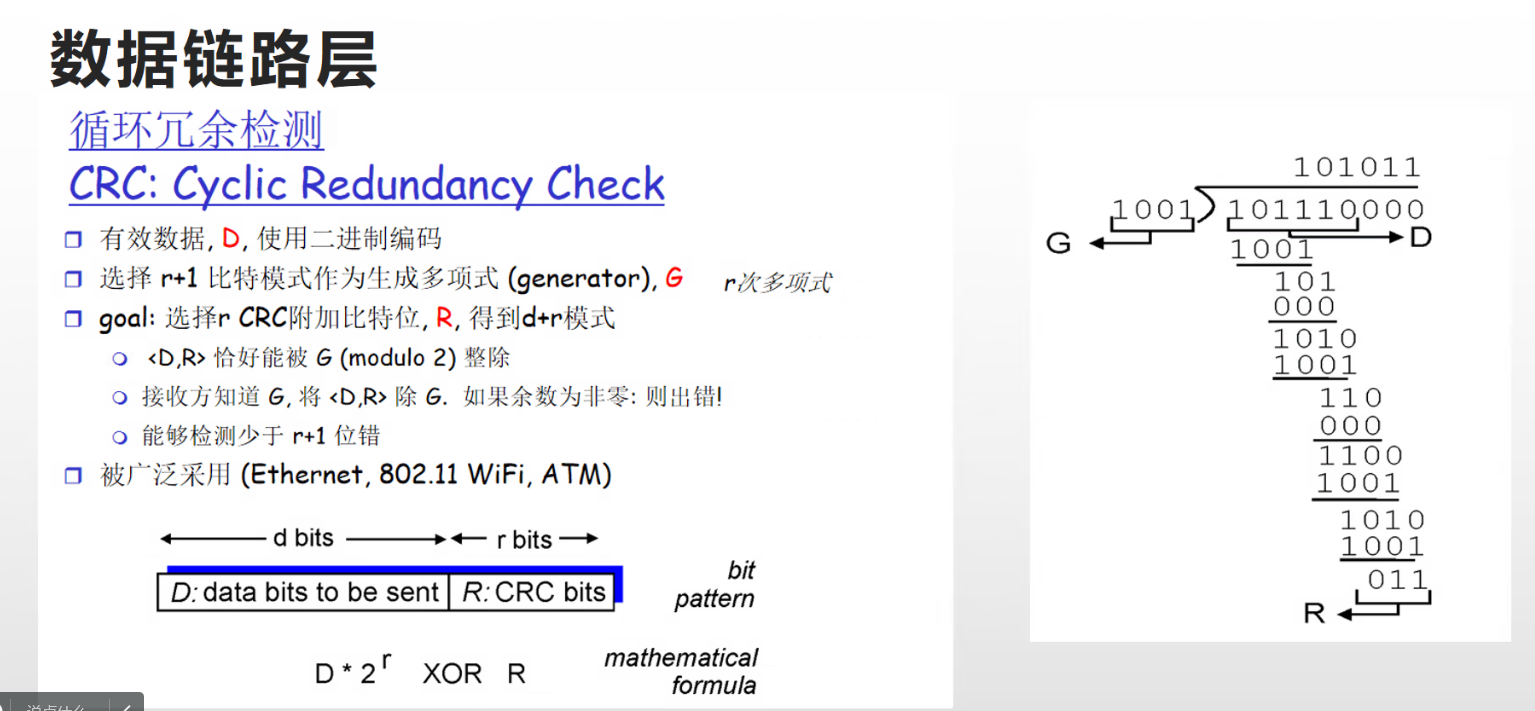 数据链路层
循环冗余检测
CRC: Cyclic Redundancy Check
有效数据, D, 使用二进制编码
选择 r+1 比特模式作为生成多项式 (generator), G
r次多项式
goal: 选择r CRC附加比特位, R, 得到d+r模式
<D,R> 恰好能被 G (modulo 2) 整除
接收方知道 G, 将 <D,R> 除 G. 如果余数为非零: 则出错!
能够检测少于 r+1 位错
被广泛采用 (Ethernet, 802.11 WiFi, ATM)
d bits
r bits
D: data bits to be sent
R: CRC bits
bit
pattern
D * 2^r XOR R
mathematical
formula
101011
1001
101110000
G
D
1001
101
000
1010
1001
110
000
1100
1001
1010
1001
011
R